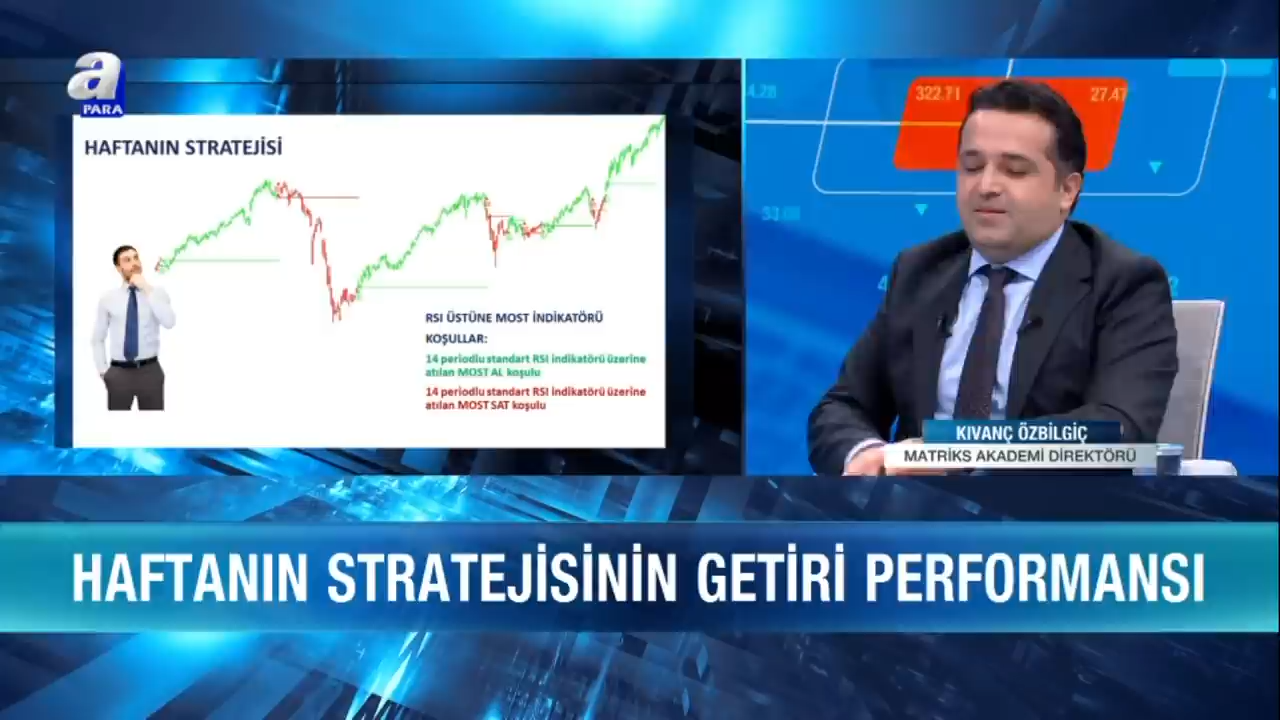 a
PARA
HAFTANIN STRATEJİSİ
RSI ÜSTÜNE MOST İNDİKATÖRÜ
KOŞULLAR:
14 periodlu standart RSI indikatörü üzerine
atılan MOST AL koşulu
14 periodlu standart RSI indikatörü üzerine
atılan MOST SAT koşulu
322.71
27.47
4.28
KIVANÇ ÖZBİLGİÇ
MATRİKS AKADEMİ DİREKTÖRÜ
HAFTANIN STRATEJİSİNİN GETİRİ PERFORMANSI